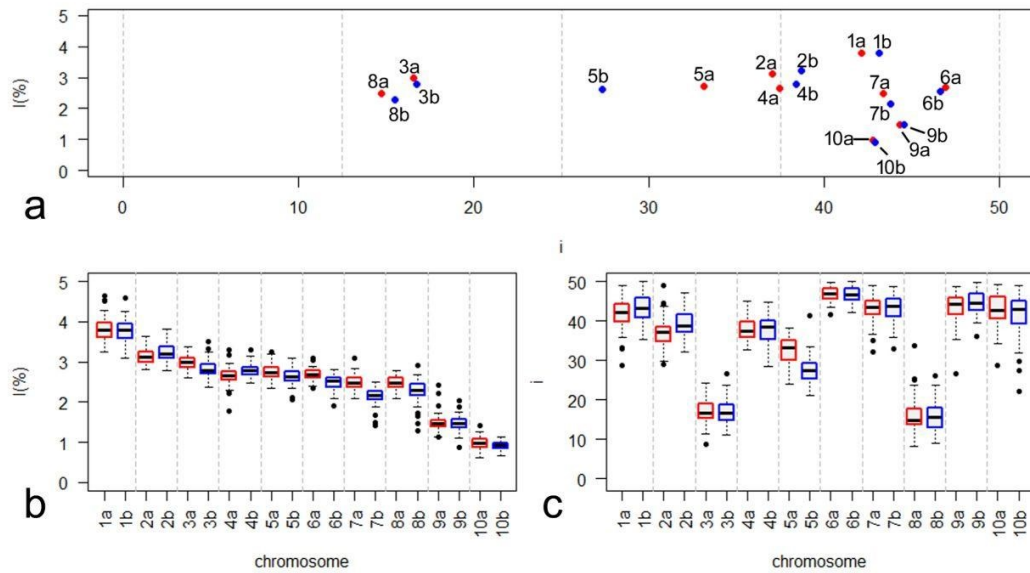 5
4
3
2
1
0
I(%)
8a
3a
8b
3b
5b
5a
2a
2b
4a
4b
1a
1b
7a
6a
7b
6b
10a
9b
10b
9a
a
0
10
20
30
40
50
i
5
4
3
2
1
0
I(%)
b
1a 1b 2a 2b 3a 3b 4a 4b 5a 5b 6a 6b 7a 7b 8a 8b 9a 9b 10a 10b
chromosome
50
40
30
20
10
0
i
c
1a 1b 2a 2b 3a 3b 4a 4b 5a 5b 6a 6b 7a 7b 8a 8b 9a 9b 10a 10b
chromosome